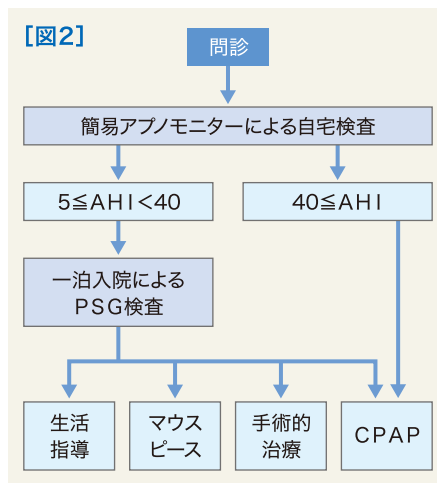 [図2]
問診
簡易アプノモニターによる自宅検査
5≦AHI<40
40≦AHI
一泊入院による
PSG検査
生活
指導
マウス
ピース
手術的
治療
CPAP